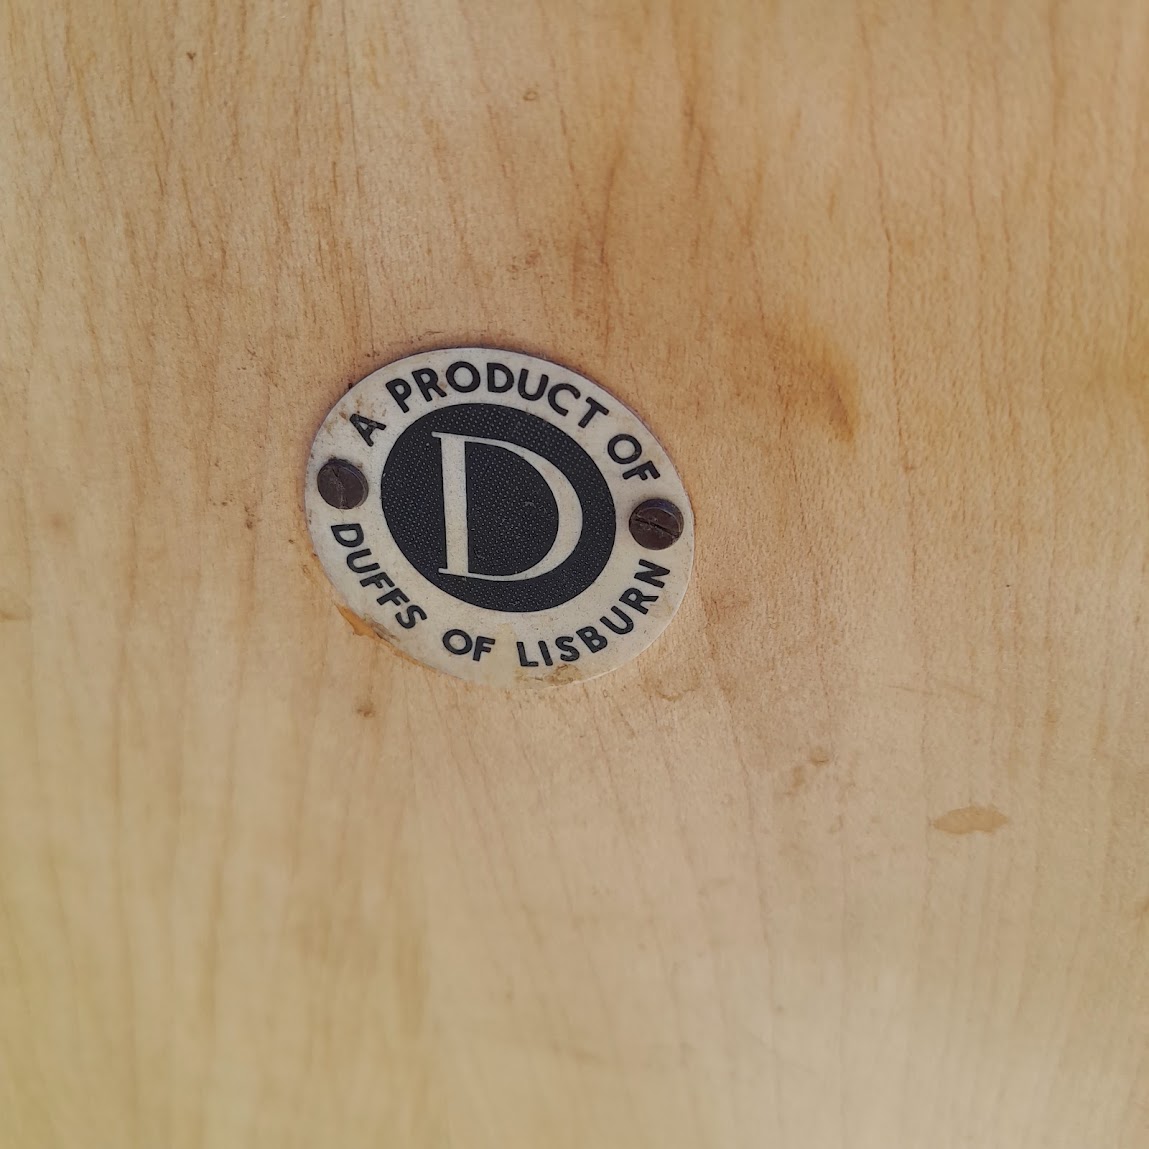 A PRODUCT OF
D
DUFFS OF LISBURN